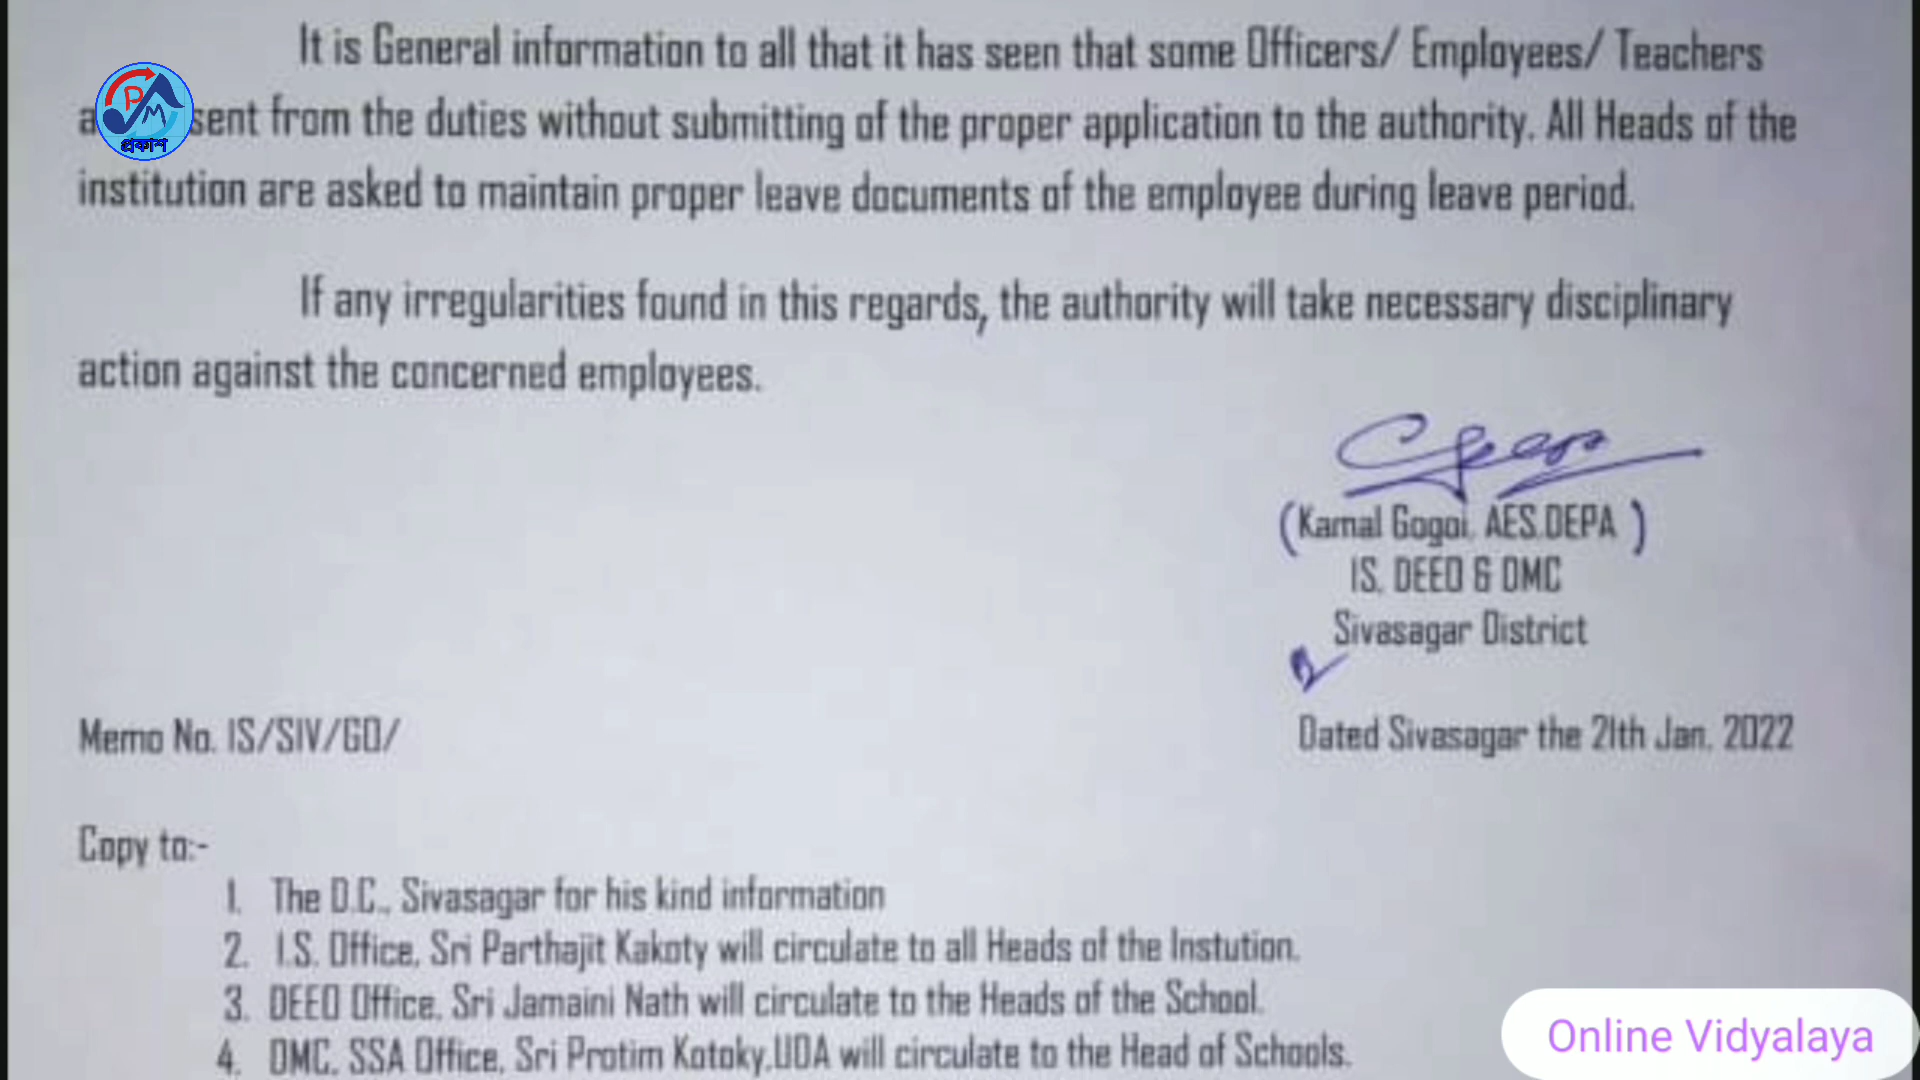 It is General information to all that it has seen that some Officers/ Employees/ Teachers
sent from the duties without submitting of the proper application to the authority. All Heads of the
institution are asked to maintain proper leave documents of the employee during leave period.
If any irregularities found in this regards, the authority will take necessary disciplinary
action against the concerned employees.
(Kamal Gogoi, AES,DEPA )
IS, DEEO & DMC
Sivasagar District
Memo No. IS/SIV/GO/
Dated Sivasagar the 21th Jan, 2022
Copy to:-
1. The D.C., Sivasagar for his kind information
2. I.S. Office, Sri Parthajit Kakoty will circulate to all Heads of the Instution.
3. DEEO Office, Sri Jamaini Nath will circulate to the Heads of the School.
4. DMC, SSA Office, Sri Protim Kotoky,UDA will circulate to the Head of Schools.
PM
প্ৰকাশ
Online Vidyalaya